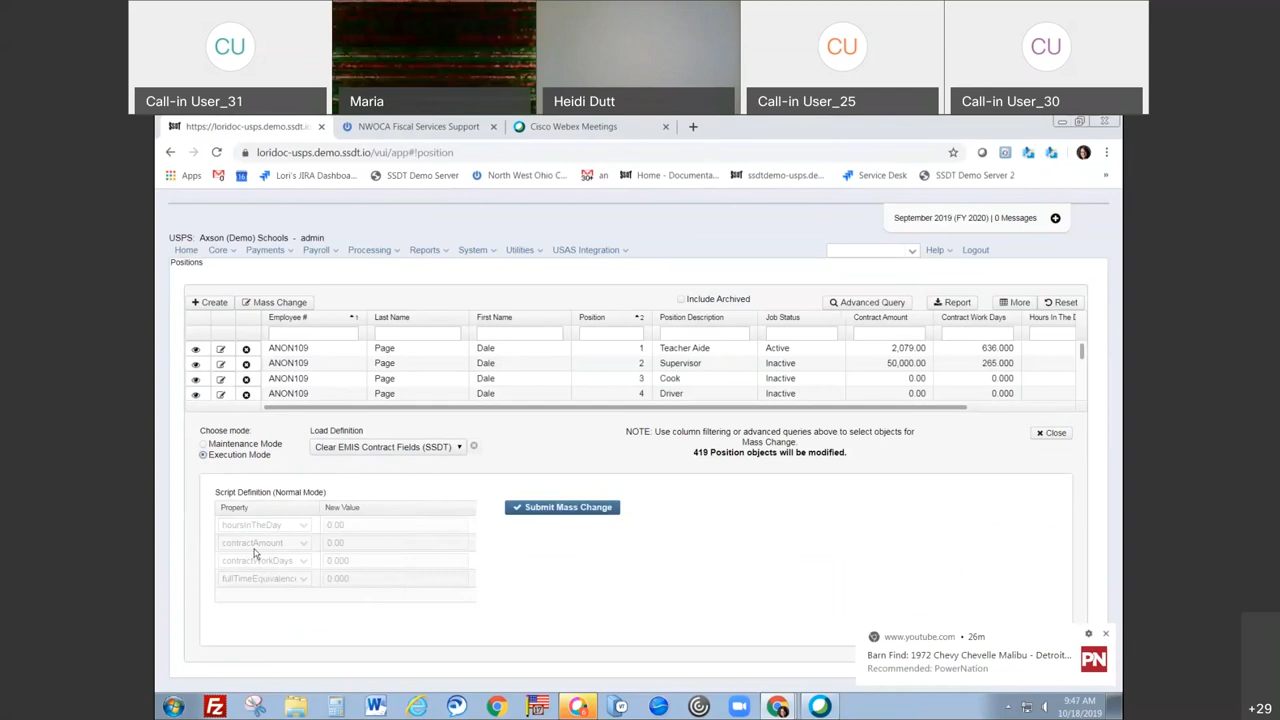 CU
CU
CU
Call-in User_31
Maria
Heidi Dutt
Call-in User_25
Call-in User_30
https://loridoc-usps.demo.ssdt.io/
NWOCA Fiscal Services Support
Cisco Webex Meetings
loridoc-usps.demo.ssdt.io/vui/app#!position
Apps
Lori's JIRA Dashboa...
SSDT Demo Server
North West Ohio C...
an
Home - Documenta...
ssdtdemo-usps.de...
Service Desk
SSDT Demo Server 2
September 2019 (FY 2020) | 0 Messages
USPS: Axson (Demo) Schools - admin
Home Core Payments Payroll Processing Reports System Utilities USAS Integration Help Logout
Positions
Create Mass Change Include Archived Advanced Query Report More Reset
Employee # 1 Last Name First Name Position 2 Position Description Job Status Contract Amount Contract Work Days Hours In The D
ANON109 Page Dale 1 Teacher Aide Active 2,079.00 636.000
ANON109 Page Dale 2 Supervisor Inactive 50,000.00 265.000
ANON109 Page Dale 3 Cook Inactive 0.00 0.000
ANON109 Page Dale 4 Driver Inactive 0.00 0.000
Choose mode:
Maintenance Mode
Execution Mode
Load Definition
Clear EMIS Contract Fields (SSDT)
NOTE: Use column filtering or advanced queries above to select objects for
Mass Change.
419 Position objects will be modified.
Close
Script Definition (Normal Mode)
Property New Value
hoursInTheDay 0.00
contractAmount 0.00
contractWorkDays 0.000
fullTimeEquivalenc 0.000
Submit Mass Change
www.youtube.com • 26m
Barn Find: 1972 Chevy Chevelle Malibu - Detroit...
Recommended: PowerNation
PN
9:47 AM
10/18/2019
+29